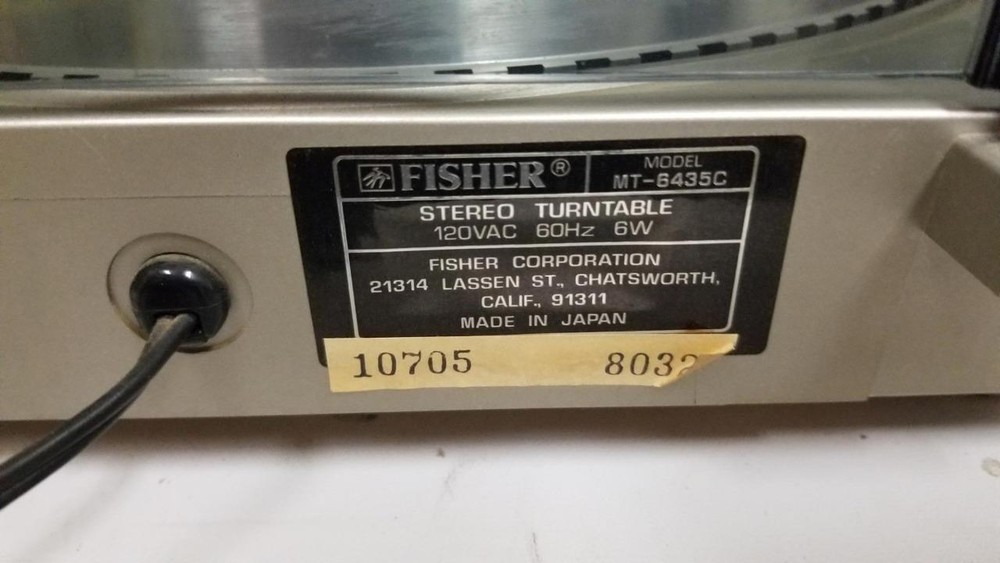 FISHER®
MODEL
MT-6435C
STEREO TURNTABLE
120VAC 60Hz 6W
FISHER CORPORATION
21314 LASSEN ST., CHATSWORTH,
CALIF., 91311
MADE IN JAPAN
10705 8032